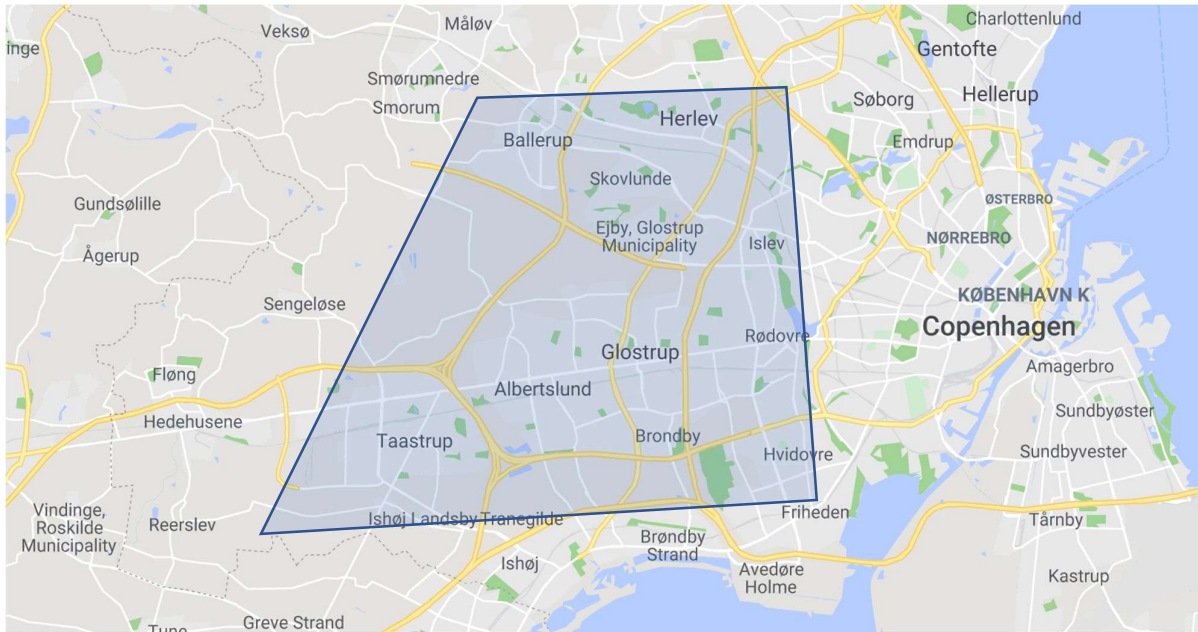 Charlottenlund
Måløv
Veksø
inge
Gentofte
Smørumnedre
Smorum
Søborg
Hellerup
Herlev
Ballerup
Emdrup
Skovlunde
Gundsølille
ØSTERBRO
Ejby, Glostrup
Municipality
Islev
NØRREBRO
Ågerup
KØBENHAVN K
Sengeløse
Copenhagen
Rødovre
Glostrup
Amagerbro
Fløng
Albertslund
Sundbyøster
Hedehusene
Taastrup
Brondby
Hvidovre
Sundbyvester
Vindinge,
Roskilde
Municipality
Reerslev
Ishøj Landsby
Tranegilde
Friheden
Tårnby
Brøndby
Strand
Ishøj
Avedøre
Holme
Kastrup
Greve Strand
Tune